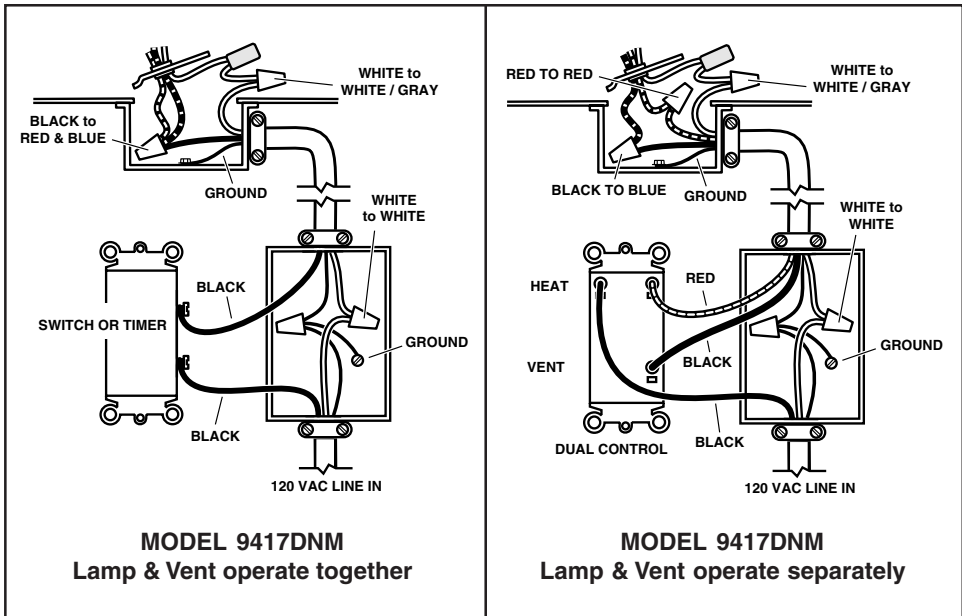 WHITE to
WHITE / GRAY
BLACK to
RED & BLUE
GROUND
WHITE
to WHITE
BLACK
SWITCH OR TIMER
GROUND
BLACK
120 VAC LINE IN
MODEL 9417DNM
Lamp & Vent operate together
RED TO RED
WHITE to
WHITE / GRAY
BLACK TO BLUE
GROUND
WHITE to
WHITE
HEAT
RED
GROUND
VENT
BLACK
BLACK
DUAL CONTROL
120 VAC LINE IN
MODEL 9417DNM
Lamp & Vent operate separately